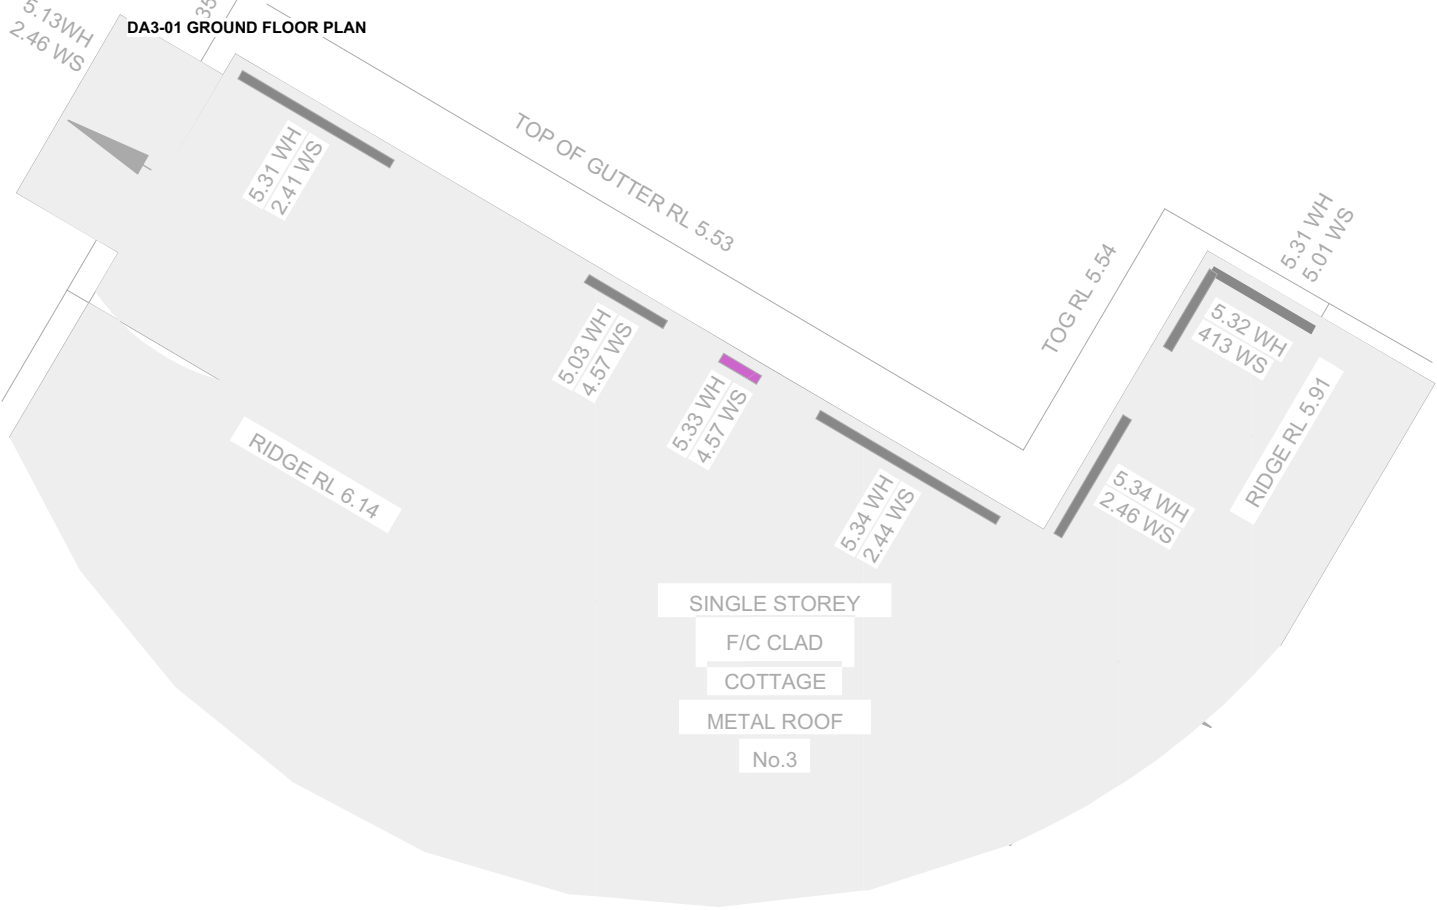 DA3-01 GROUND FLOOR PLAN
35
5.13WH
2.46 WS
5.31 WH
2.41 WS
TOP OF GUTTER RL 5.53
TOG RL 5.54
5.31 WH
5.01 WS
5.32 WH
413 WS
5.03 WH
4.57 WS
5.33 WH
4.57 WS
RIDGE RL 5.91
RIDGE RL 6.14
5.34 WH
2.44 WS
5.34 WH
2.46 WS
SINGLE STOREY
F/C CLAD
COTTAGE
METAL ROOF
No.3